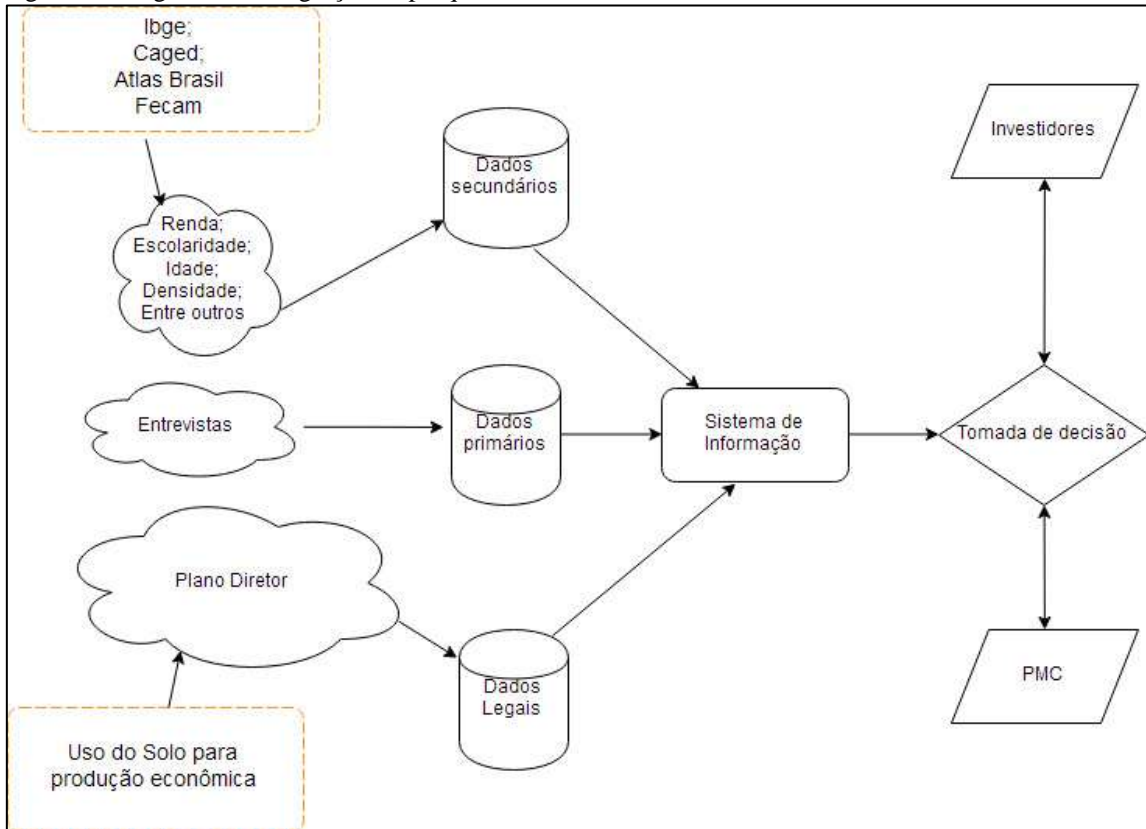 Ibge;
Caged;
Atlas Brasil
Fecam
Renda;
Escolaridade;
Idade;
Densidade;
Entre outros
Dados
secundários
Investidores
Entrevistas
Dados
primários
Sistema de
Informação
Tomada de decisão
Plano Diretor
Dados
Legais
PMC
Uso do Solo para
produção econômica